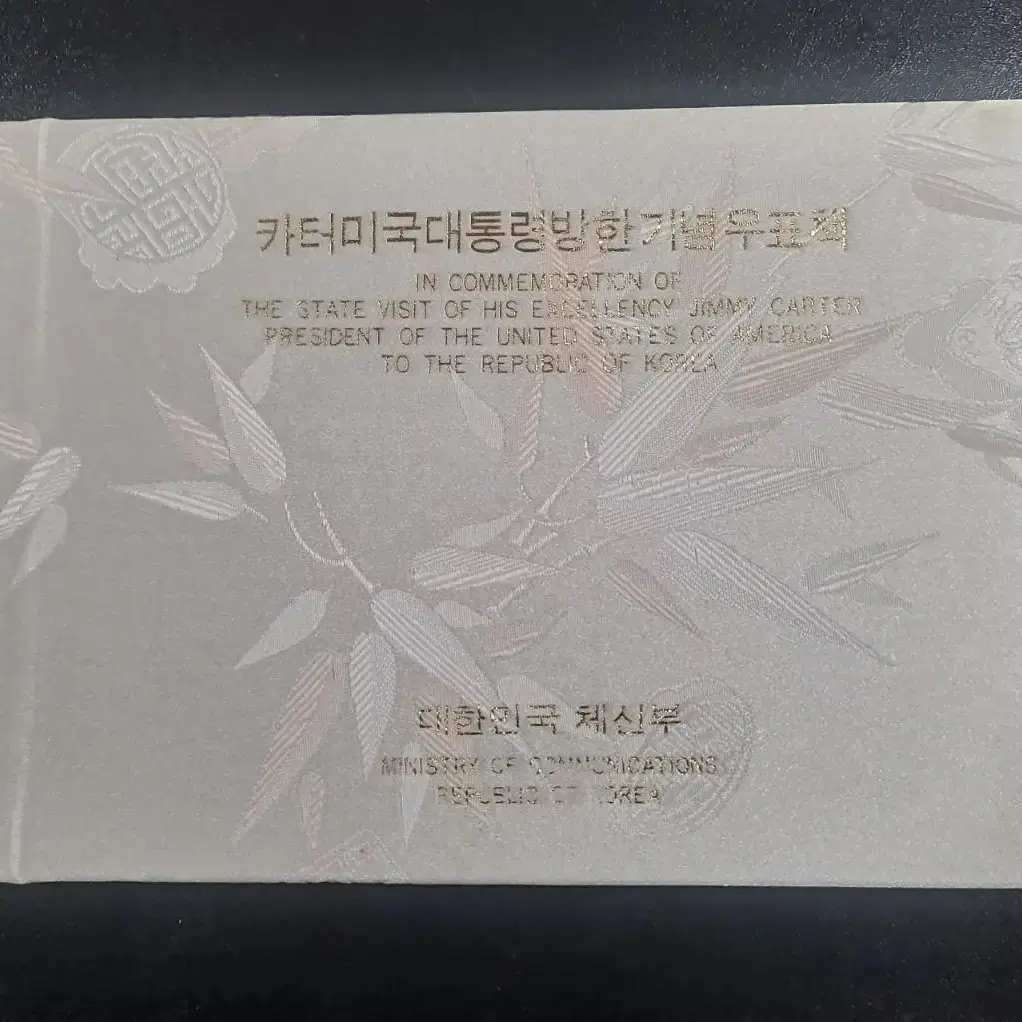 카터미국대통령방한기념우표책
IN COMMEMORATION OF
THE STATE VISIT OF HIS EXCELLENCY JIMMY CARTER
PRESIDENT OF THE UNITED STATES OF AMERICA
TO THE REPUBLIC OF KOREA
대한민국 체신부
MINISTRY OF COMMUNICATIONS
REPUBLIC OF KOREA